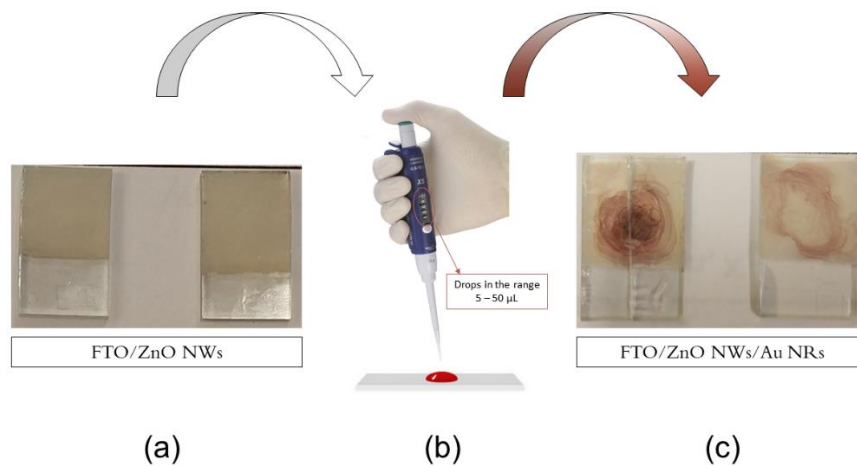 Drops in the range
5 – 50 µL
FTO/ZnO NWs
FTO/ZnO NWs/Au NRs
(a)
(b)
(c)